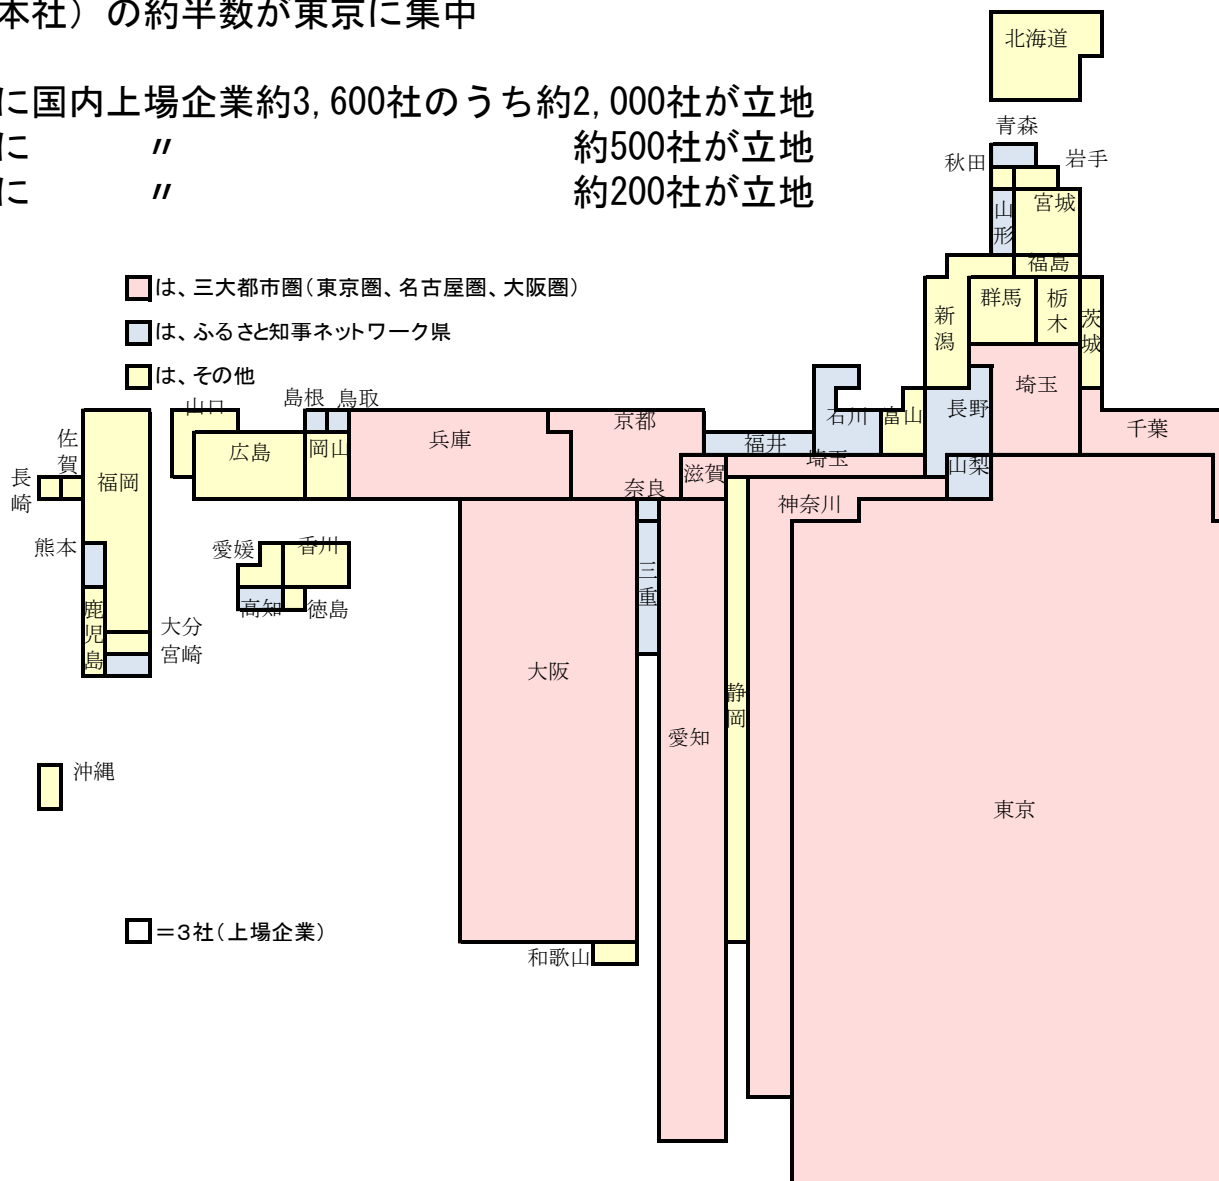 本社）の約半数が東京に集中
に国内上場企業約3,600社のうち約2,000社が立地
に　〃　約500社が立地
に　〃　約200社が立地
は、三大都市圏（東京圏、名古屋圏、大阪圏）
は、ふるさと知事ネットワーク県
は、その他
北海道
青森
秋田
岩手
山形
宮城
福島
新潟
群馬
栃木
茨城
埼玉
千葉
長野
山梨
石川
富山
福井
埼玉
神奈川
東京
島根
鳥取
山口
広島
岡山
兵庫
京都
滋賀
奈良
三重
大阪
和歌山
愛知
静岡
佐賀
長崎
福岡
熊本
鹿児島
大分
宮崎
愛媛
香川
高知
徳島
沖縄
＝3社（上場企業）